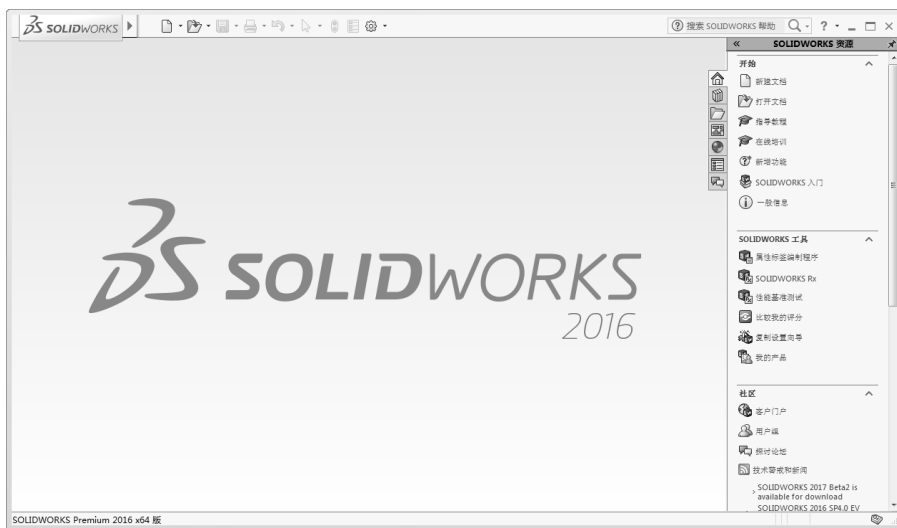 SOLIDWORKS
搜索 SOLIDWORKS 帮助
?
SOLIDWORKS 资源
开始
新建文档
打开文档
指导教程
在线培训
新增功能
SOLIDWORKS 入门
一般信息
SOLIDWORKS 工具
属性标签编制程序
SOLIDWORKS Rx
性能基准测试
比较我的评分
复制设置向导
我的产品
社区
客户门户
用户组
探讨论坛
技术警戒和新闻
SOLIDWORKS 2017 Beta2 is
available for download
SOLIDWORKS 2016 SP4.0 EV
SOLIDWORKS
2016
SOLIDWORKS Premium 2016 x64 版